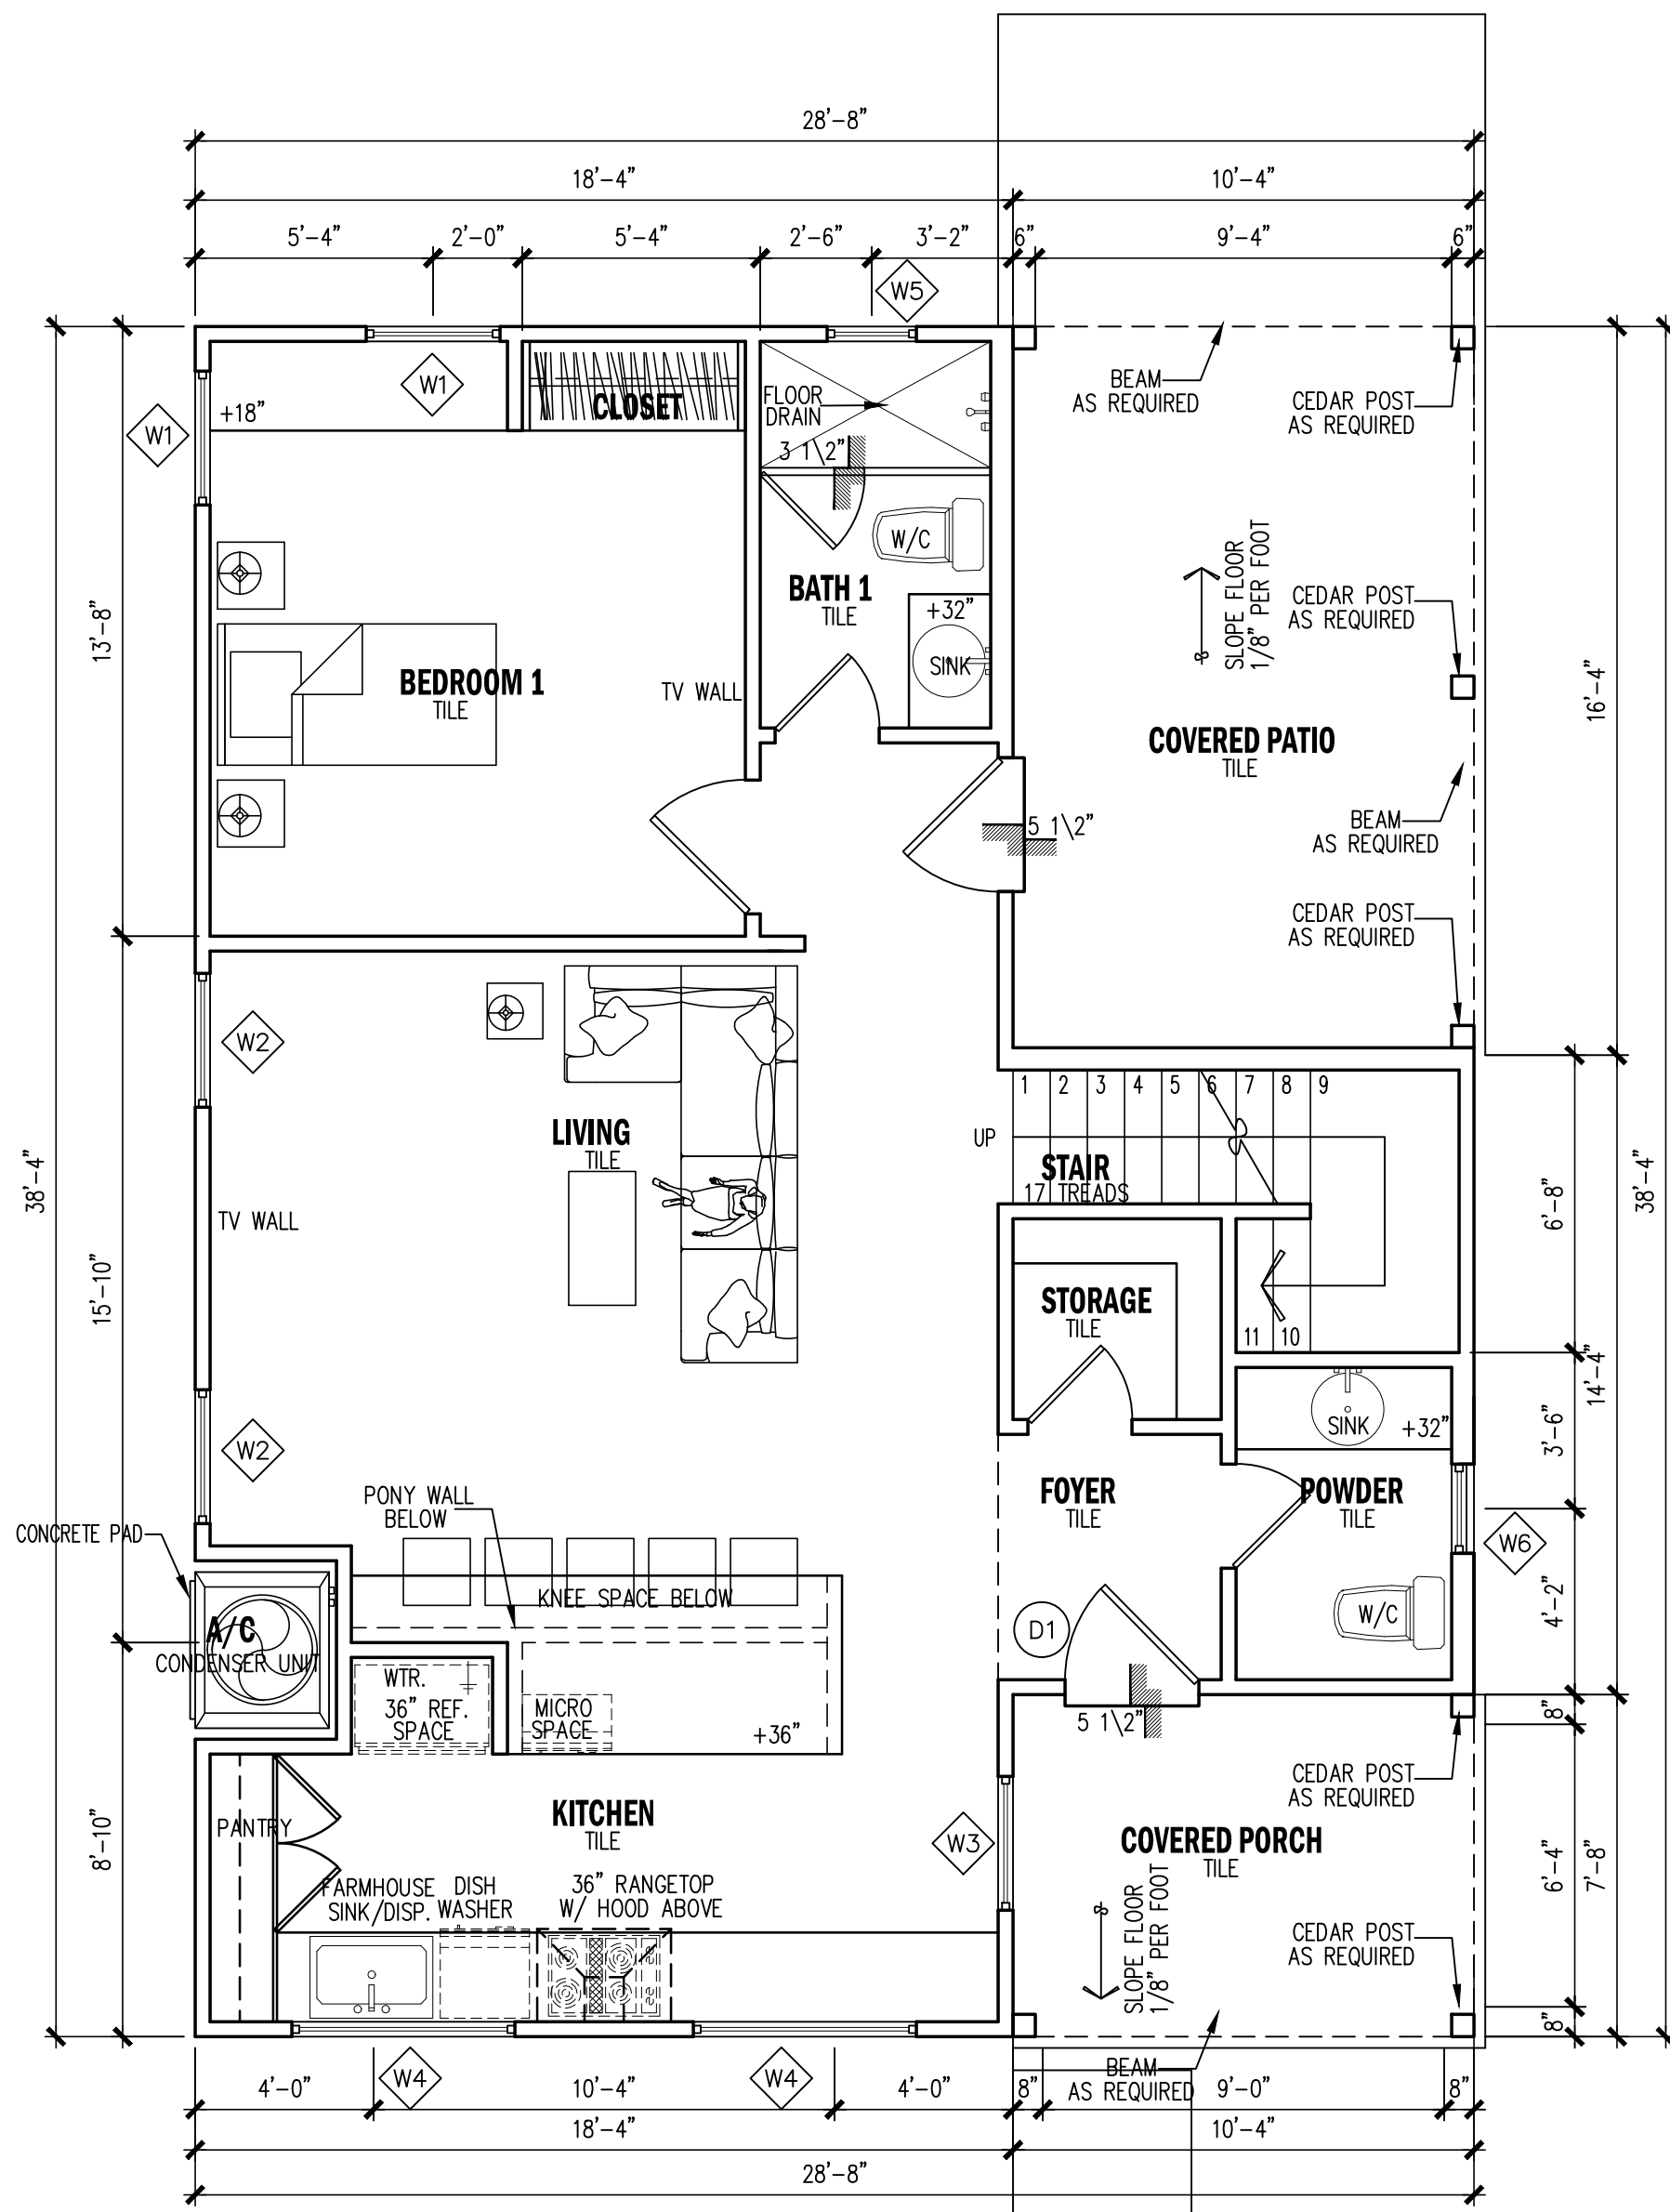 28'-8"
18'-4"
10'-4"
5'-4"
2'-0"
5'-4"
2'-6"
3'-2"
6"
9'-4"
6"
W5
W1
W1
+18"
CLOSET
FLOOR
DRAIN
3 1\2"
BEAM
AS REQUIRED
CEDAR POST
AS REQUIRED
W/C
BATH 1
TILE
+32"
SINK
SLOPE FLOOR
1/8" PER FOOT
CEDAR POST
AS REQUIRED
13'-8"
BEDROOM 1
TILE
TV WALL
COVERED PATIO
TILE
16'-4"
5 1\2"
BEAM
AS REQUIRED
CEDAR POST
AS REQUIRED
W2
LIVING
TILE
TV WALL
38'-4"
15'-10"
1
2
3
4
5
6
7
8
9
UP
STAIR
17 TREADS
6'-8"
38'-4"
STORAGE
TILE
11
10
14'-4"
SINK
+32"
3'-6"
W2
PONY WALL
BELOW
FOYER
TILE
POWDER
TILE
W6
CONCRETE PAD
KNEE SPACE BELOW
A/C
CONDENSER UNIT
D1
W/C
4'-2"
WTR.
36" REF.
SPACE
MICRO
SPACE
+36"
5 1\2"
8"
CEDAR POST
AS REQUIRED
8'-10"
PANTRY
KITCHEN
TILE
W3
COVERED PORCH
TILE
6'-4"
7'-8"
FARMHOUSE
SINK/DISP.
DISH
WASHER
36" RANGETOP
W/ HOOD ABOVE
SLOPE FLOOR
1/8" PER FOOT
CEDAR POST
AS REQUIRED
8"
4'-0"
W4
10'-4"
W4
4'-0"
8"
BEAM
AS REQUIRED
9'-0"
8"
18'-4"
10'-4"
28'-8"